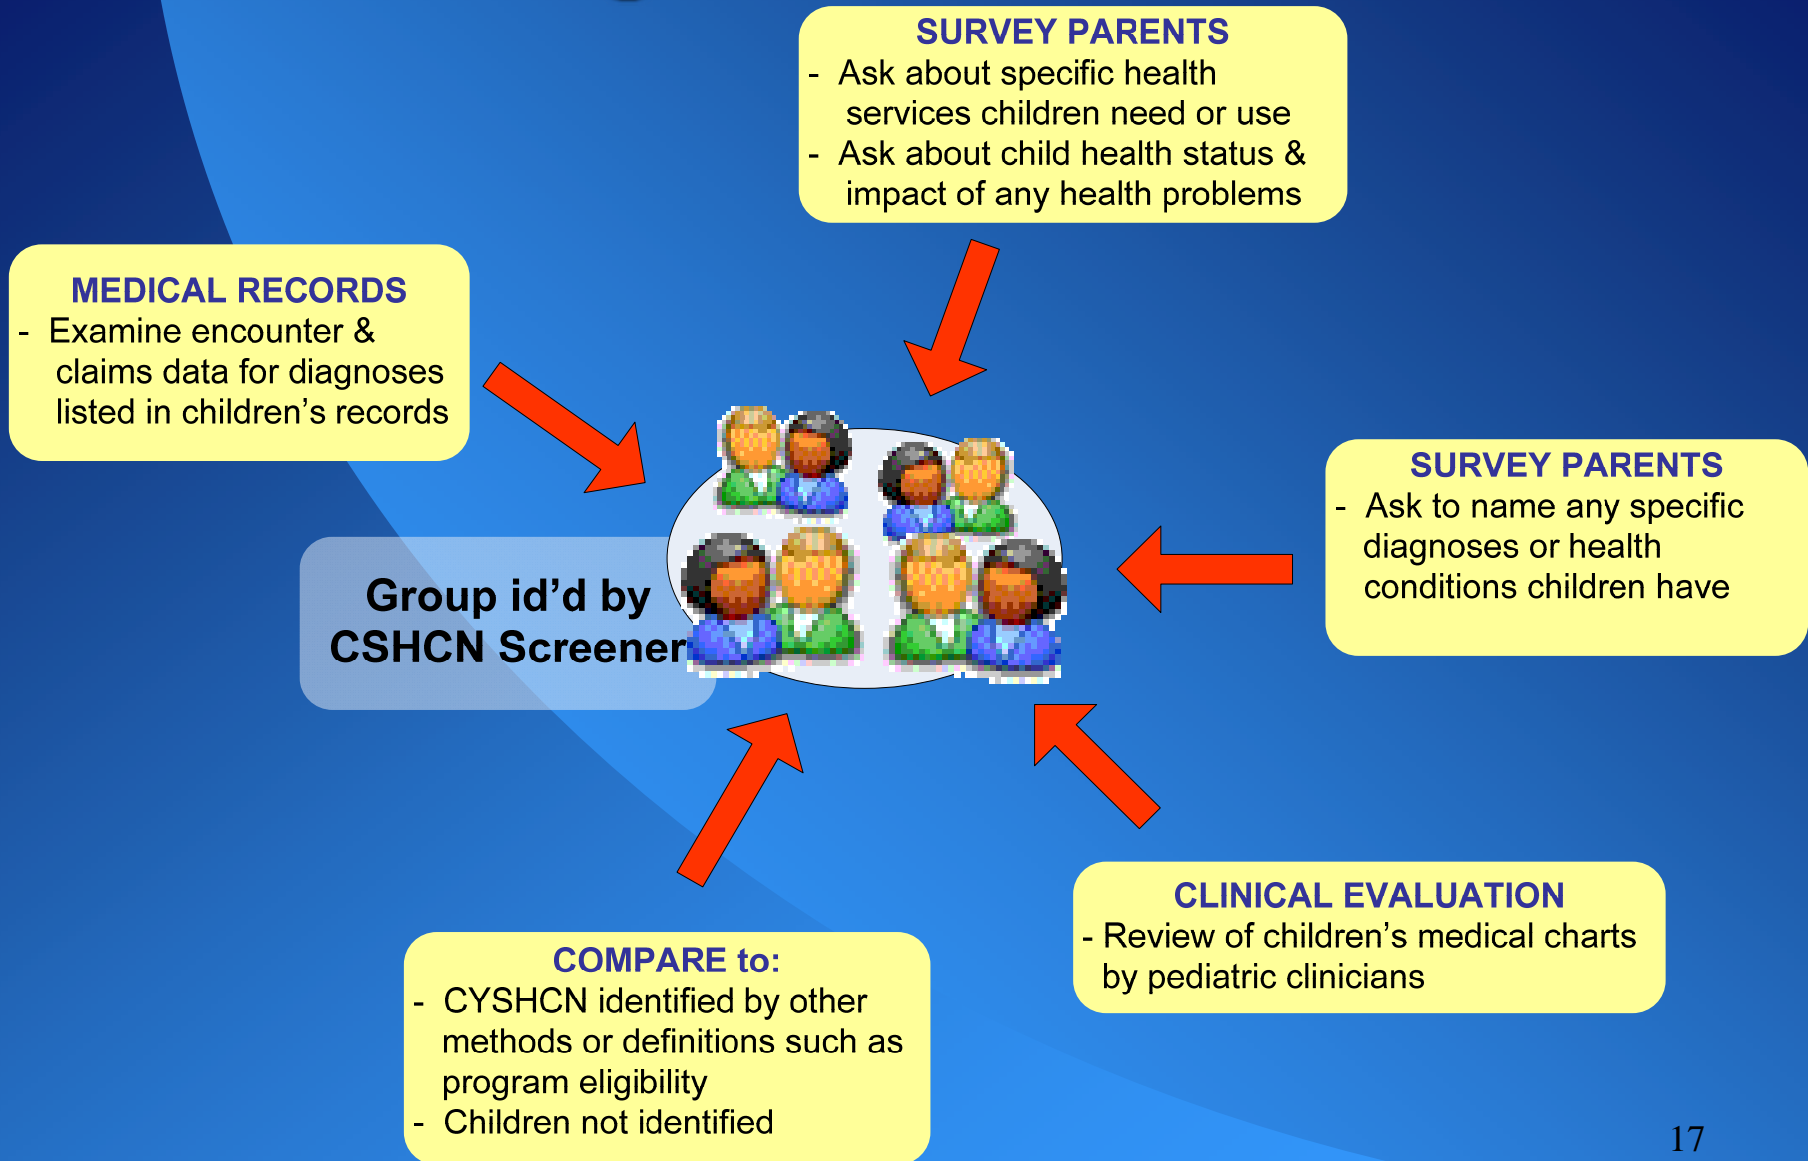 SURVEY PARENTS
- Ask about specific health
services children need or use
- Ask about child health status &
impact of any health problems
MEDICAL RECORDS
- Examine encounter &
claims data for diagnoses
listed in children’s records
SURVEY PARENTS
- Ask to name any specific
diagnoses or health
conditions children have
Group id’d by
CSHCN Screener
CLINICAL EVALUATION
- Review of children’s medical charts
by pediatric clinicians
COMPARE to:
- CYSHCN identified by other
methods or definitions such as
program eligibility
- Children not identified
17